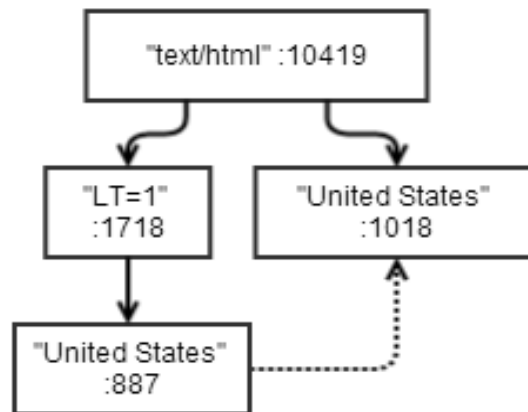 "text/html" :10419
"LT=1"
:1718
"United States"
:1018
"United States"
:887